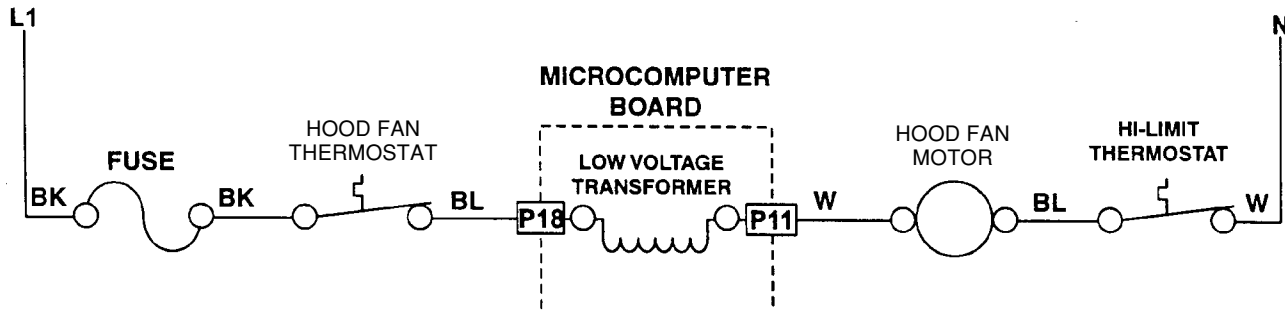 L1
N
MICROCOMPUTER
BOARD
HOOD FAN
THERMOSTAT
HOOD FAN
MOTOR
HI-LIMIT
THERMOSTAT
FUSE
LOW VOLTAGE
TRANSFORMER
BK
BK
BL
P18
P11
W
BL
W